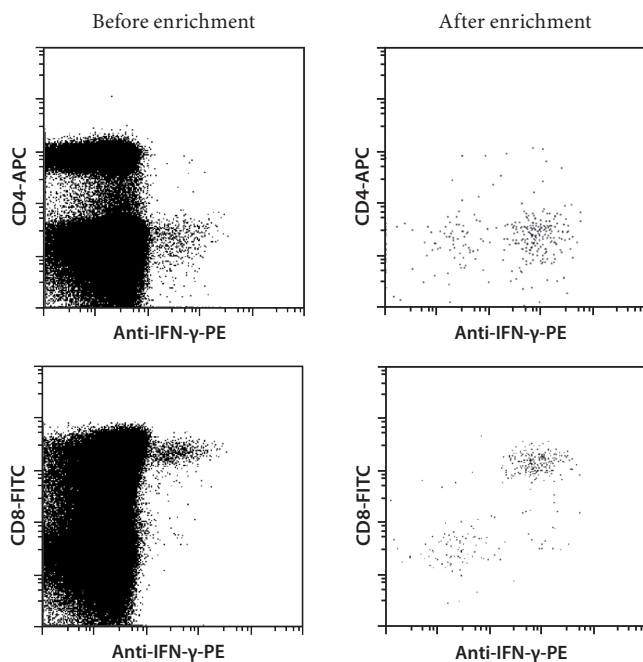 Before enrichment
After enrichment
CD4-APC
CD4-APC
Anti-IFN-γ-PE
Anti-IFN-γ-PE
CD8-FITC
CD8-FITC
Anti-IFN-γ-PE
Anti-IFN-γ-PE